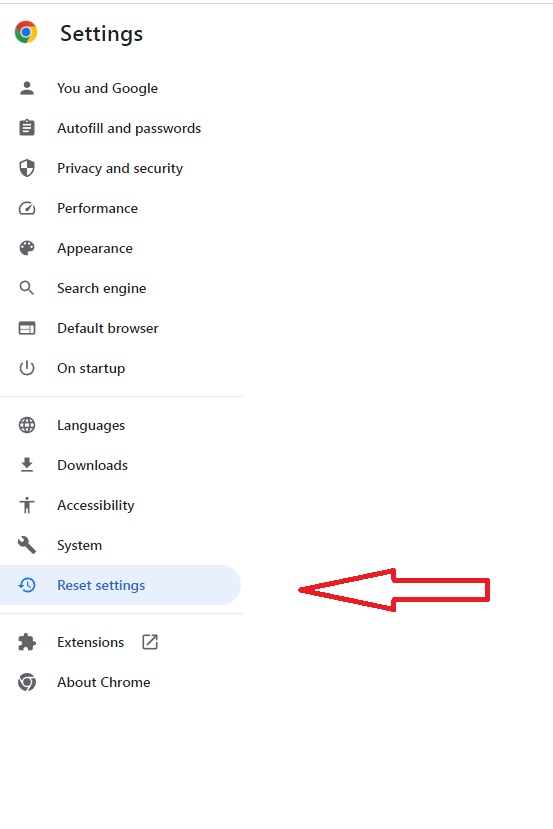 Settings
You and Google
Autofill and passwords
Privacy and security
Performance
Appearance
Search engine
Default browser
On startup
Languages
Downloads
Accessibility
System
Reset settings
Extensions
About Chrome